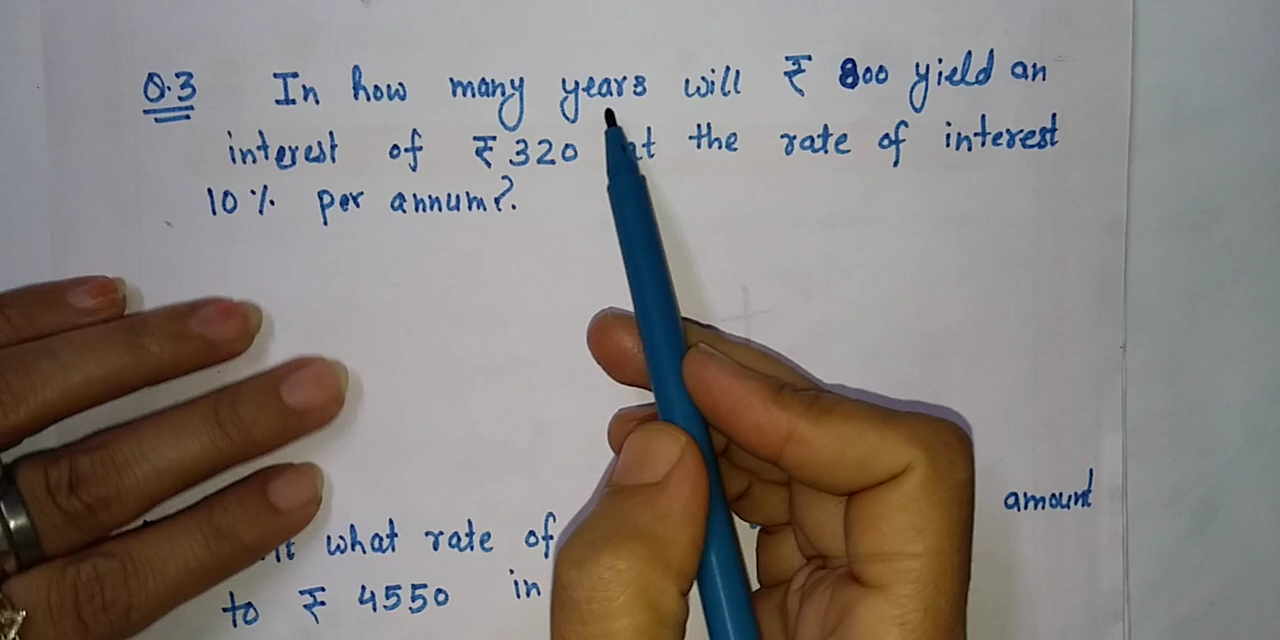 Q.3 In how many years will ₹ 800 yield an
interest of ₹ 320 at the rate of interest
10% per annum?
amount
what rate of
to ₹ 4550 in